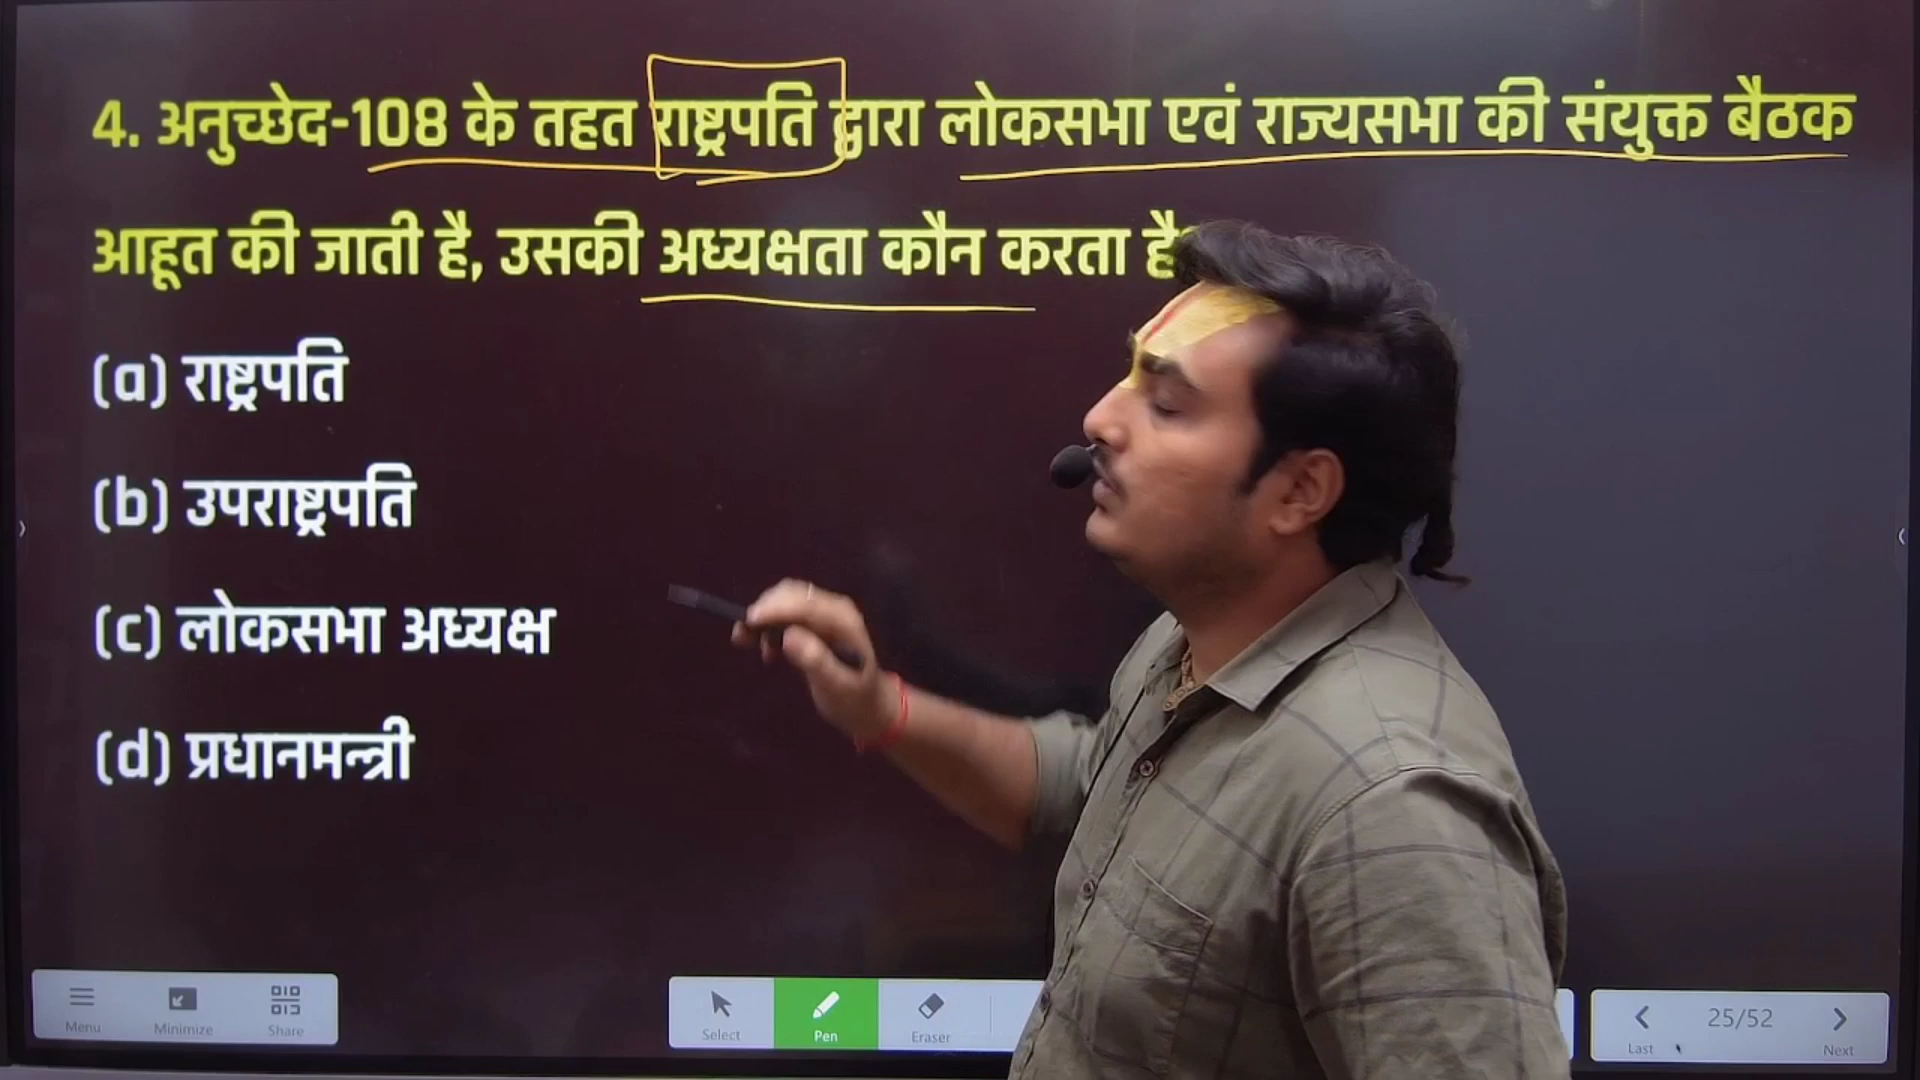 4. अनुच्छेद-108 के तहत राष्ट्रपति द्वारा लोकसभा एवं राज्यसभा की संयुक्त बैठक
आहूत की जाती है, उसकी अध्यक्षता कौन करता है
(a) राष्ट्रपति
(b) उपराष्ट्रपति
(c) लोकसभा अध्यक्ष
(d) प्रधानमन्त्री
Menu
Minimize
Share
Select
Pen
Eraser
25/52
Last
Next